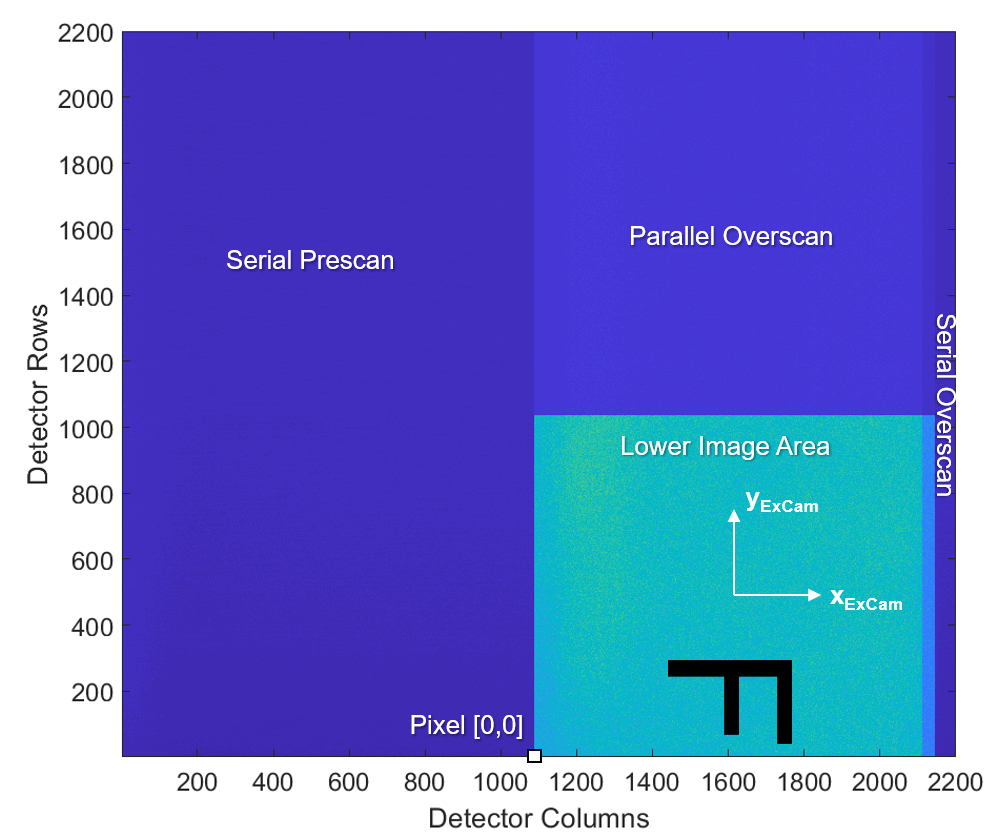 2200
2000
1800
1600
1400
1200
1000
800
600
400
200
Detector Rows
Serial Prescan
Parallel Overscan
Serial Overscan
Lower Image Area
yExCam
xExCam
F
Pixel [0,0]
200 400 600 800 1000 1200 1400 1600 1800 2000 2200
Detector Columns